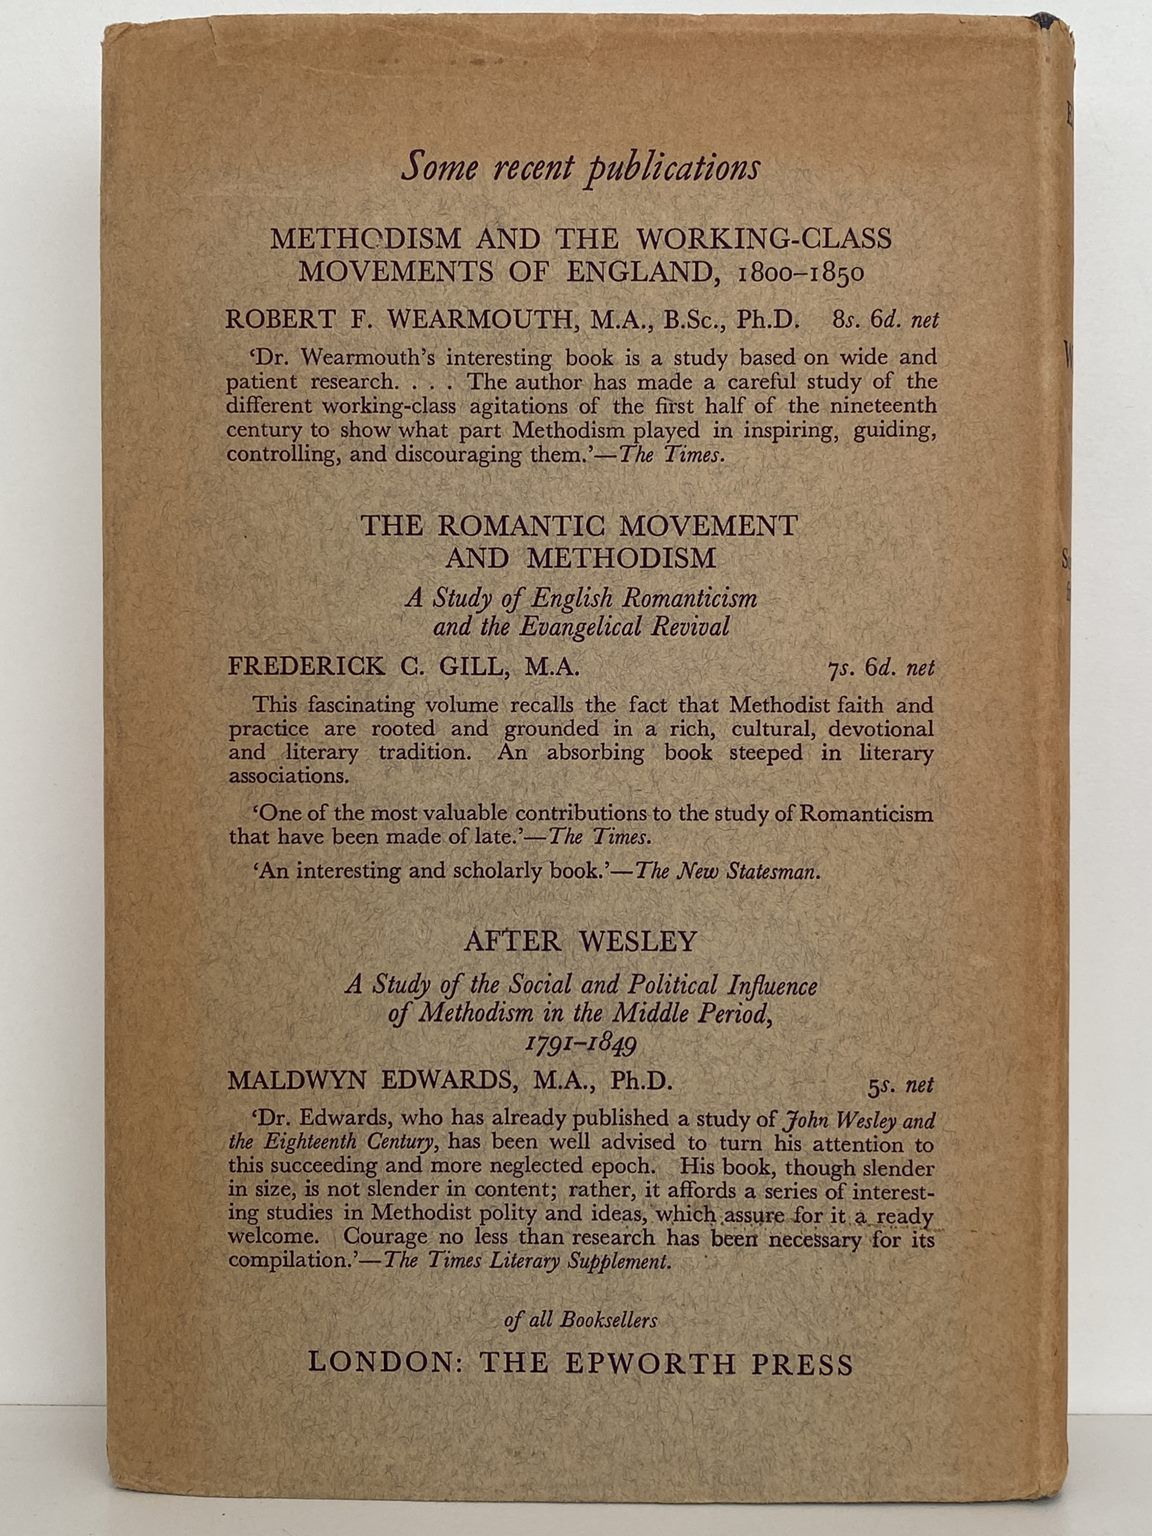 Some recent publications
METHODISM AND THE WORKING-CLASS
MOVEMENTS OF ENGLAND, 1800–1850
ROBERT F. WEARMOUTH, M.A., B.Sc., Ph.D. 8s. 6d. net
‘Dr. Wearmouth’s interesting book is a study based on wide and
patient research. . . . The author has made a careful study of the
different working-class agitations of the first half of the nineteenth
century to show what part Methodism played in inspiring, guiding,
controlling, and discouraging them.’—The Times.
THE ROMANTIC MOVEMENT
AND METHODISM
A Study of English Romanticism
and the Evangelical Revival
FREDERICK C. GILL, M.A. 7s. 6d. net
This fascinating volume recalls the fact that Methodist faith and
practice are rooted and grounded in a rich, cultural, devotional
and literary tradition. An absorbing book steeped in literary
associations.
‘One of the most valuable contributions to the study of Romanticism
that have been made of late.’—The Times.
‘An interesting and scholarly book.’—The New Statesman.
AFTER WESLEY
A Study of the Social and Political Influence
of Methodism in the Middle Period,
1791–1849
MALDWYN EDWARDS, M.A., Ph.D. 5s. net
‘Dr. Edwards, who has already published a study of John Wesley and
the Eighteenth Century, has been well advised to turn his attention to
this succeeding and more neglected epoch. His book, though slender
in size, is not slender in content; rather, it affords a series of interest-
ing studies in Methodist polity and ideas, which assure for it a ready
welcome. Courage no less than research has been necessary for its
compilation.’—The Times Literary Supplement.
of all Booksellers
LONDON: THE EPWORTH PRESS